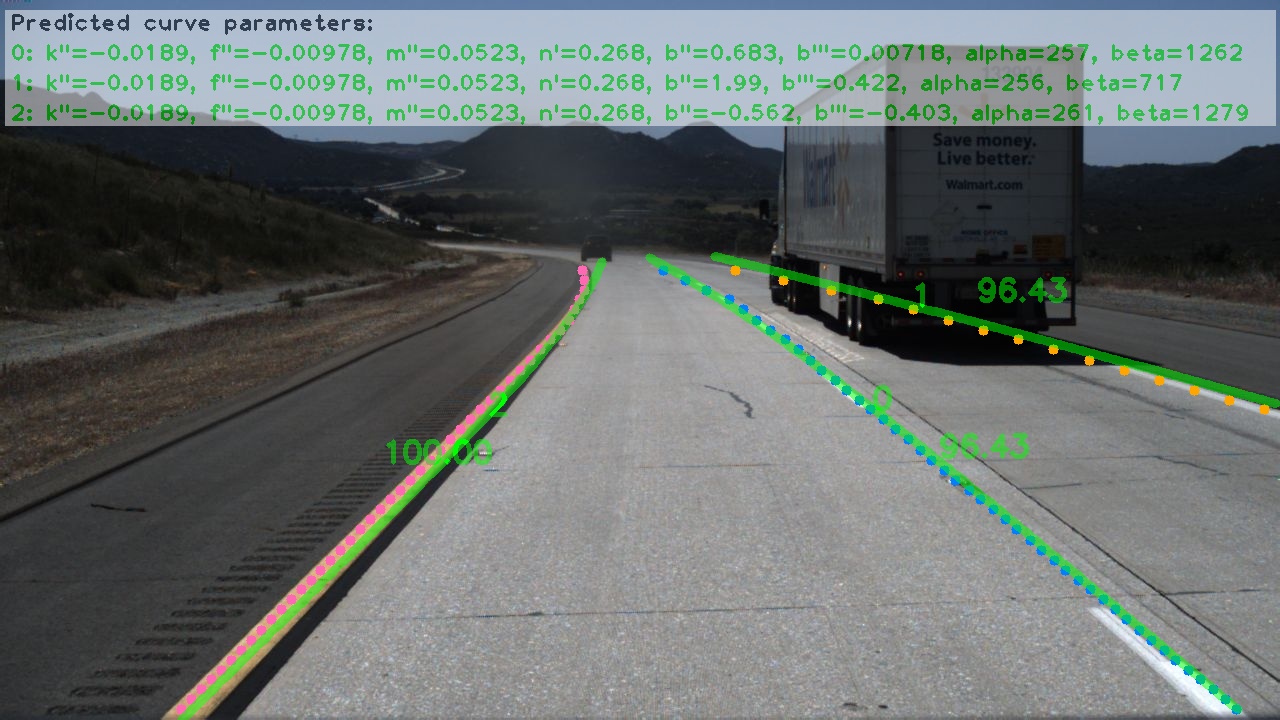 Predicted curve parameters:
0: k''=-0.0189, f''=-0.00978, m''=0.0523, n'=0.268, b''=0.683, b'''=0.00718, alpha=257, beta=1262
1: k''=-0.0189, f''=-0.00978, m''=0.0523, n'=0.268, b''=1.99, b'''=0.422, alpha=256, beta=717
2: k''=-0.0189, f''=-0.00978, m''=0.0523, n'=0.268, b''=-0.562, b'''=-0.403, alpha=261, beta=1279
Save money.
Live better.
Walmart
Walmart.com
HOME OFFICE
1 96.43
2
0
100.00
96.43